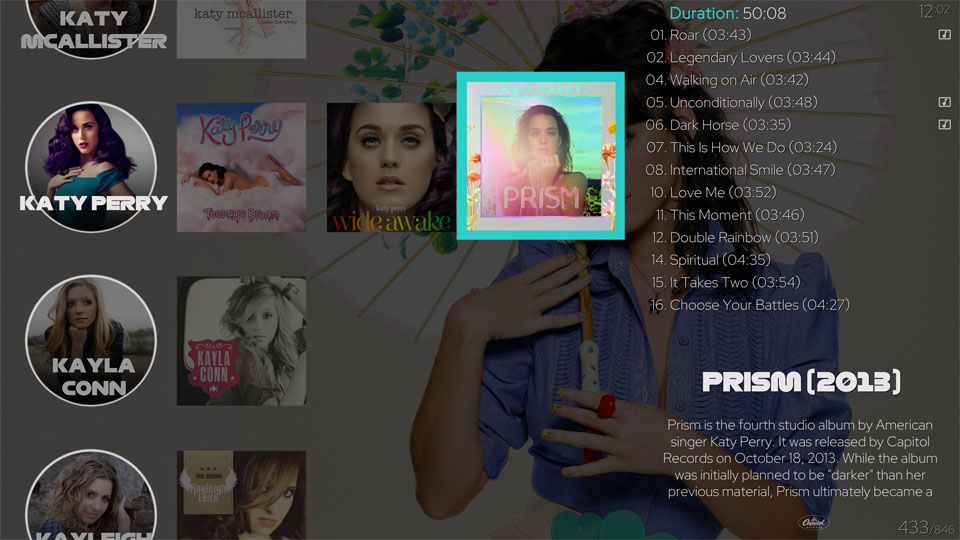 KATY
MCALLISTER
katy mcallister
take me away
KATY PERRY
Katy Perry
Teenage Dream
katy perry
wide awake
KATY PERRY
PRISM
KAYLA
CONN
KAYLA
CONN
KAYLEIGH
Kayleigh
Leith
Duration: 50:08
12:02
01. Roar (03:43)
02. Legendary Lovers (03:44)
04. Walking on Air (03:42)
05. Unconditionally (03:48)
06. Dark Horse (03:35)
07. This Is How We Do (03:24)
08. International Smile (03:47)
10. Love Me (03:52)
11. This Moment (03:46)
12. Double Rainbow (03:51)
14. Spiritual (04:35)
15. It Takes Two (03:54)
16. Choose Your Battles (04:27)
PRISM (2013)
Prism is the fourth studio album by American
singer Katy Perry. It was released by Capitol
Records on October 18, 2013. While the album
was initially planned to be "darker" than her
previous material, Prism ultimately became a
Capitol
433/846